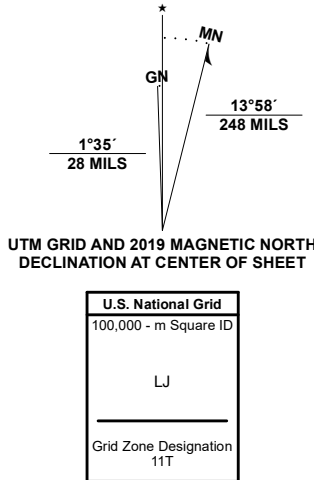 ★
MN
GN
13°58´
248 MILS
1°35´
28 MILS
UTM GRID AND 2019 MAGNETIC NORTH
DECLINATION AT CENTER OF SHEET
U.S. National Grid
100,000 - m Square ID
LJ
Grid Zone Designation
11T